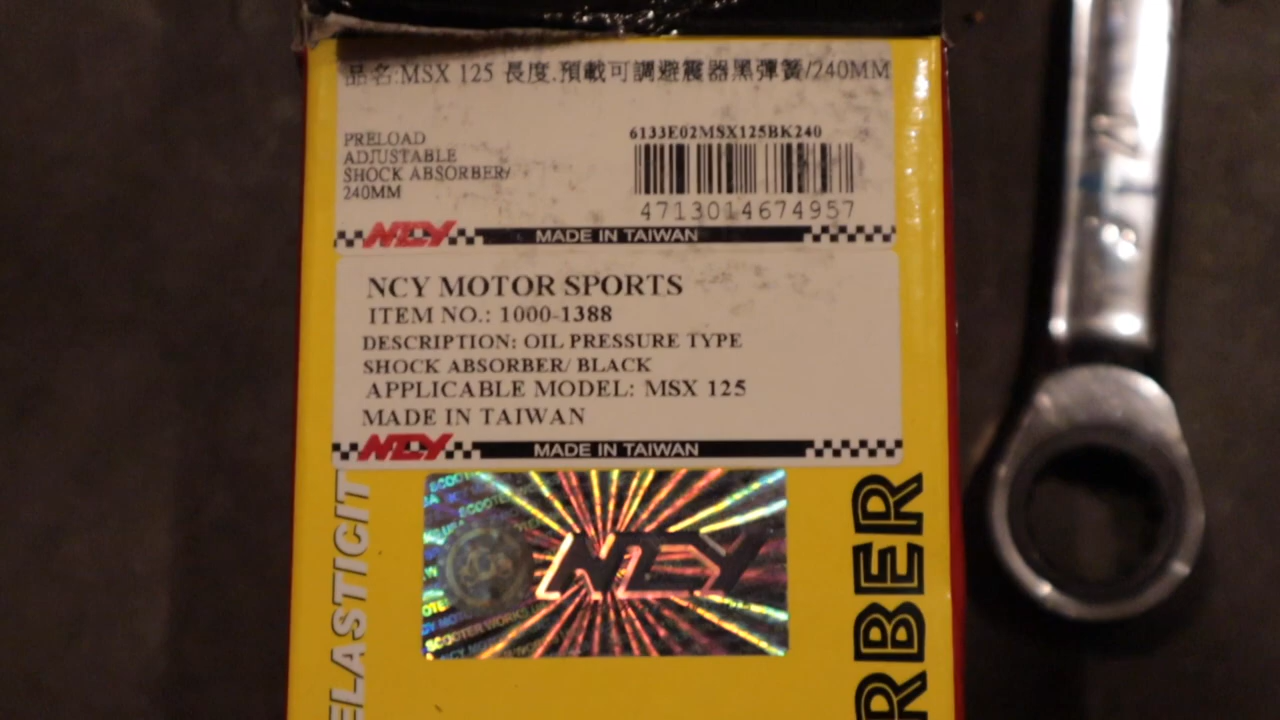 品名:MSX 125 長度.預載可調避震器黑彈簧/240MM
PRELOAD
ADJUSTABLE
SHOCK ABSORBER/
240MM
6133E02MSX125BK240
4713014674957
NCY
MADE IN TAIWAN
NCY MOTOR SPORTS
ITEM NO.: 1000-1388
DESCRIPTION: OIL PRESSURE TYPE
SHOCK ABSORBER/ BLACK
APPLICABLE MODEL: MSX 125
MADE IN TAIWAN
NCY
MADE IN TAIWAN
NCY
SCOOTER WORKS
ELASTICIT
RBER